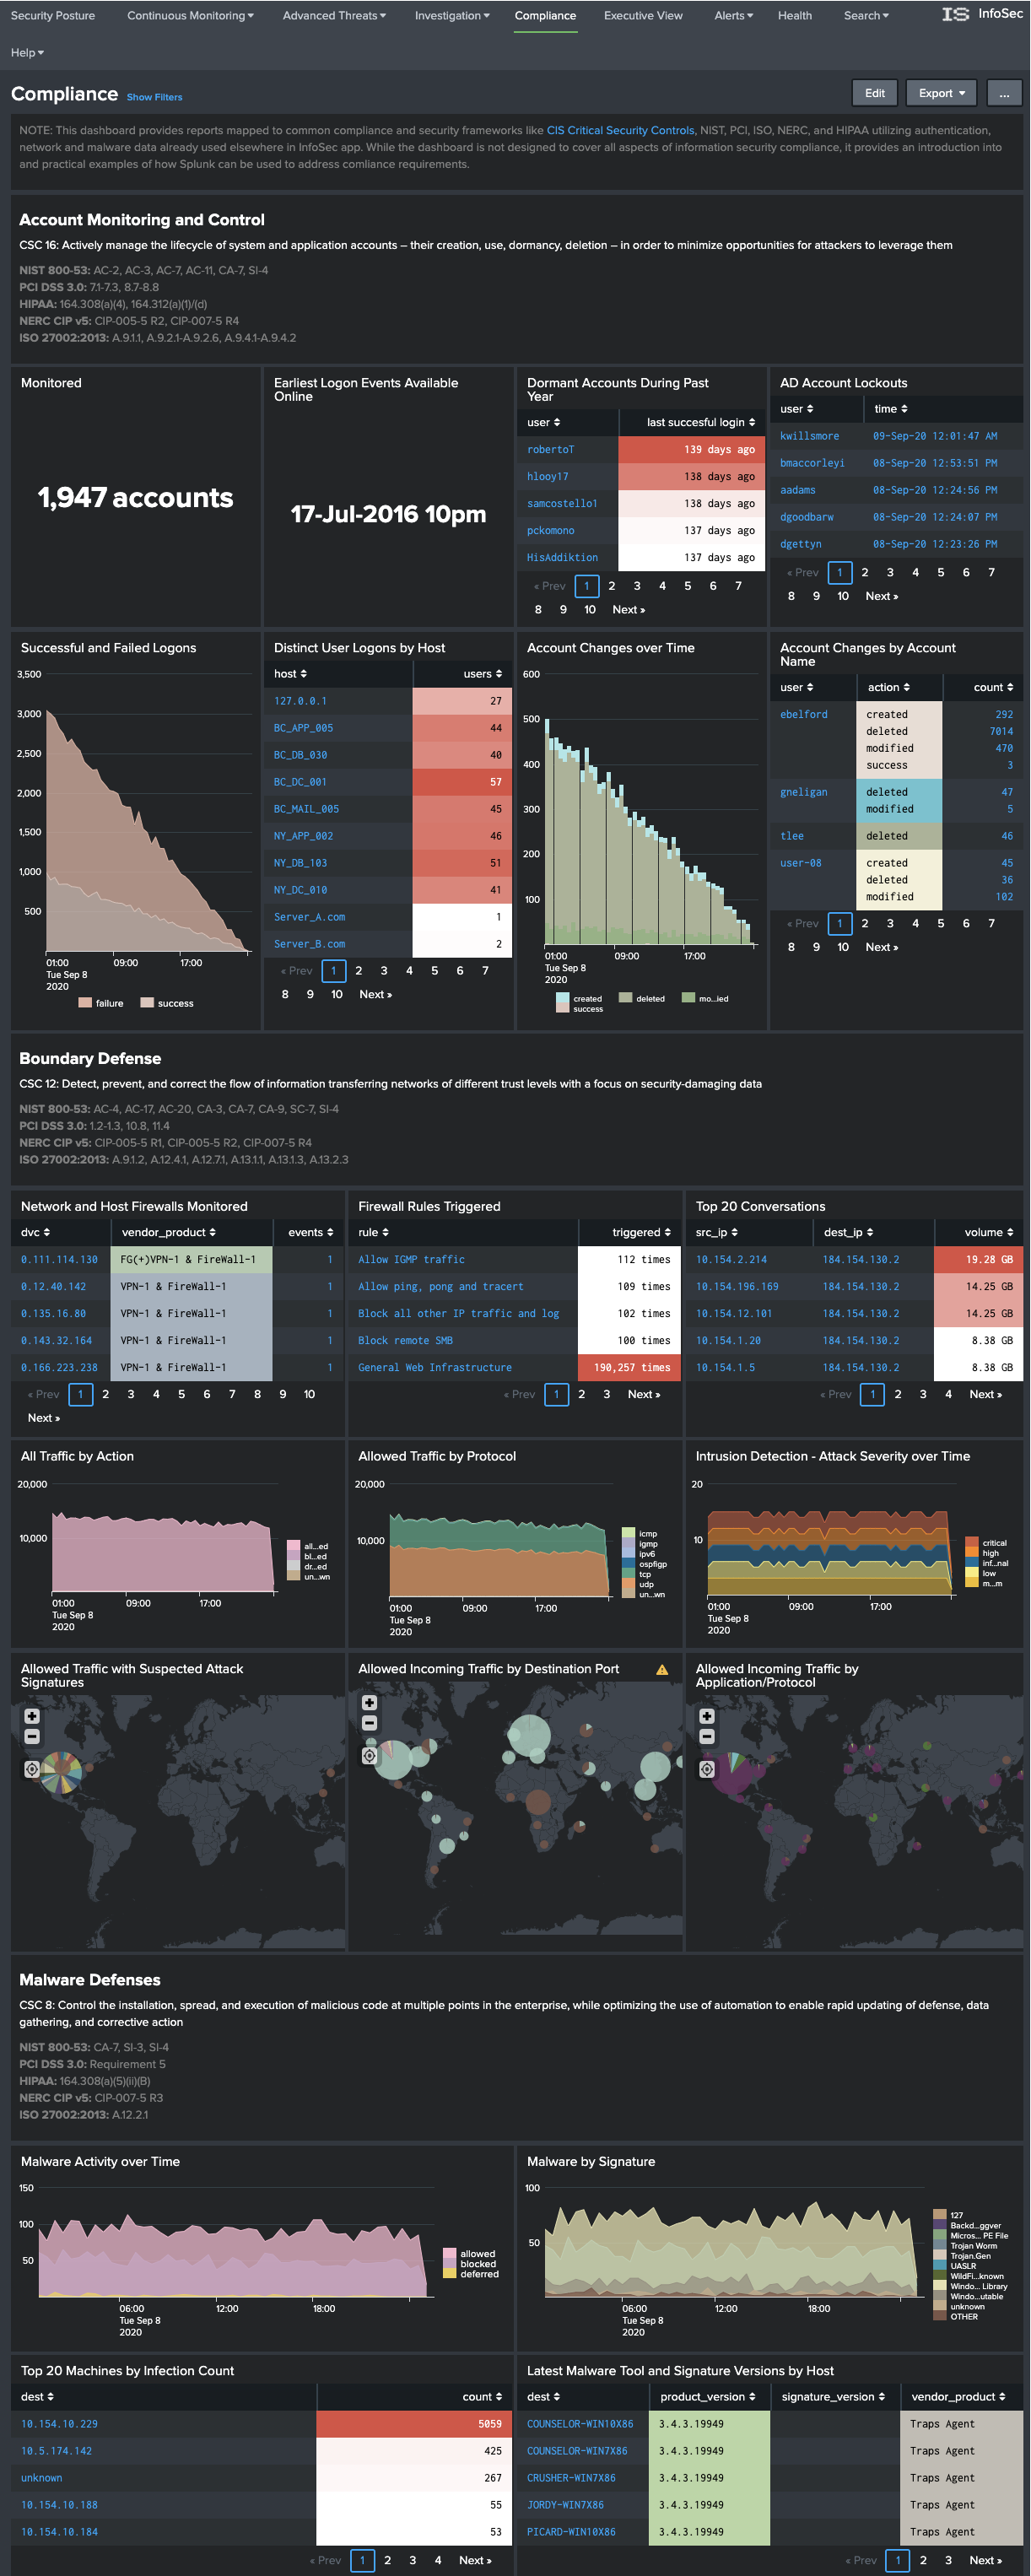 Security Posture
Continuous Monitoring
Advanced Threats
Investigation
Compliance
Executive View
Alerts
Health
Search
IS InfoSec
Help
Compliance Show Filters
Edit
Export
...
NOTE: This dashboard provides reports mapped to common compliance and security frameworks like CIS Critical Security Controls, NIST, PCI, ISO, NERC, and HIPAA utilizing authentication,
network and malware data already used elsewhere in InfoSec app. While the dashboard is not designed to cover all aspects of information security compliance, it provides an introduction into
and practical examples of how Splunk can be used to address comliance requirements.
Account Monitoring and Control
CSC 16: Actively manage the lifecycle of system and application accounts – their creation, use, dormancy, deletion – in order to minimize opportunities for attackers to leverage them
NIST 800-53: AC-2, AC-3, AC-7, AC-11, CA-7, SI-4
PCI DSS 3.0: 7.1-7.3, 8.7-8.8
HIPAA: 164.308(a)(4), 164.312(a)(1)/(d)
NERC CIP v5: CIP-005-5 R2, CIP-007-5 R4
ISO 27002:2013: A.9.1.1, A.9.2.1-A.9.2.6, A.9.4.1-A.9.4.2
Monitored
1,947 accounts
Earliest Logon Events Available
Online
17-Jul-2016 10pm
Dormant Accounts During Past
Year
user last succesful login
robertoT 139 days ago
hlooy17 138 days ago
samcostello1 138 days ago
pckomono 137 days ago
HisAddiktion 137 days ago
« Prev 1 2 3 4 5 6 7
8 9 10 Next »
AD Account Lockouts
user time
kwillsmore 09-Sep-20 12:01:47 AM
bmaccorleyi 08-Sep-20 12:53:51 PM
aadams 08-Sep-20 12:24:56 PM
dgoodbarw 08-Sep-20 12:24:07 PM
dgettyn 08-Sep-20 12:23:26 PM
« Prev 1 2 3 4 5 6 7
8 9 10 Next »
Successful and Failed Logons
3,500
3,000
2,500
2,000
1,500
1,000
500
01:00 09:00 17:00
Tue Sep 8
2020
failure success
Distinct User Logons by Host
host users
127.0.0.1 27
BC_APP_005 44
BC_DB_030 40
BC_DC_001 57
BC_MAIL_005 45
NY_APP_002 46
NY_DB_103 51
NY_DC_010 41
Server_A.com 1
Server_B.com 2
« Prev 1 2 3 4 5 6 7
8 9 10 Next »
Account Changes over Time
600
500
400
300
200
100
01:00 09:00 17:00
Tue Sep 8
2020
created deleted mo...ied
success
Account Changes by Account
Name
user action count
ebelford created 292
deleted 7014
modified 470
success 3
gneligan deleted 47
modified 5
tlee deleted 46
user-08 created 45
deleted 36
modified 102
« Prev 1 2 3 4 5 6 7
8 9 10 Next »
Boundary Defense
CSC 12: Detect, prevent, and correct the flow of information transferring networks of different trust levels with a focus on security-damaging data
NIST 800-53: AC-4, AC-17, AC-20, CA-3, CA-7, CA-9, SC-7, SI-4
PCI DSS 3.0: 1.2-1.3, 10.8, 11.4
NERC CIP v5: CIP-005-5 R1, CIP-005-5 R2, CIP-007-5 R4
ISO 27002:2013: A.9.1.2, A.12.4.1, A.12.7.1, A.13.1.1, A.13.1.3, A.13.2.3
Network and Host Firewalls Monitored
dvc vendor_product events
0.111.114.130 FG(+)VPN-1 & FireWall-1 1
0.12.40.142 VPN-1 & FireWall-1 1
0.135.16.80 VPN-1 & FireWall-1 1
0.143.32.164 VPN-1 & FireWall-1 1
0.166.223.238 VPN-1 & FireWall-1 1
« Prev 1 2 3 4 5 6 7 8 9 10
Next »
Firewall Rules Triggered
rule triggered
Allow IGMP traffic 112 times
Allow ping, pong and tracert 109 times
Block all other IP traffic and log 102 times
Block remote SMB 100 times
General Web Infrastructure 190,257 times
« Prev 1 2 3 Next »
Top 20 Conversations
src_ip dest_ip volume
10.154.2.214 184.154.130.2 19.28 GB
10.154.196.169 184.154.130.2 14.25 GB
10.154.12.101 184.154.130.2 14.25 GB
10.154.1.20 184.154.130.2 8.38 GB
10.154.1.5 184.154.130.2 8.38 GB
« Prev 1 2 3 4 Next »
All Traffic by Action
20,000
10,000
01:00 09:00 17:00
Tue Sep 8
2020
all...ed
bl...ed
dr...ed
un...wn
Allowed Traffic by Protocol
20,000
10,000
01:00 09:00 17:00
Tue Sep 8
2020
icmp
igmp
ipv6
ospfigp
tcp
udp
un...wn
Intrusion Detection - Attack Severity over Time
20
10
01:00 09:00 17:00
Tue Sep 8
2020
critical
high
inf...nal
low
m...m
Allowed Traffic with Suspected Attack
Signatures
Allowed Incoming Traffic by Destination Port
Allowed Incoming Traffic by
Application/Protocol
Malware Defenses
CSC 8: Control the installation, spread, and execution of malicious code at multiple points in the enterprise, while optimizing the use of automation to enable rapid updating of defense, data
gathering, and corrective action
NIST 800-53: CA-7, SI-3, SI-4
PCI DSS 3.0: Requirement 5
HIPAA: 164.308(a)(5)(ii)(B)
NERC CIP v5: CIP-007-5 R3
ISO 27002:2013: A.12.2.1
Malware Activity over Time
150
100
50
06:00 12:00 18:00
Tue Sep 8
2020
allowed
blocked
deferred
Malware by Signature
100
50
06:00 12:00 18:00
Tue Sep 8
2020
127
Backd...ggver
Micros... PE File
Trojan Worm
Trojan.Gen
UASLR
WildFi...known
Windo... Library
Windo...utable
unknown
OTHER
Top 20 Machines by Infection Count
dest count
10.154.10.229 5059
10.5.174.142 425
unknown 267
10.154.10.188 55
10.154.10.184 53
« Prev 1 2 3 4 Next »
Latest Malware Tool and Signature Versions by Host
dest product_version signature_version vendor_product
COUNSELOR-WIN10X86 3.4.3.19949 Traps Agent
COUNSELOR-WIN7X86 3.4.3.19949 Traps Agent
CRUSHER-WIN7X86 3.4.3.19949 Traps Agent
JORDY-WIN7X86 3.4.3.19949 Traps Agent
PICARD-WIN10X86 3.4.3.19949 Traps Agent
« Prev 1 2 3 Next »